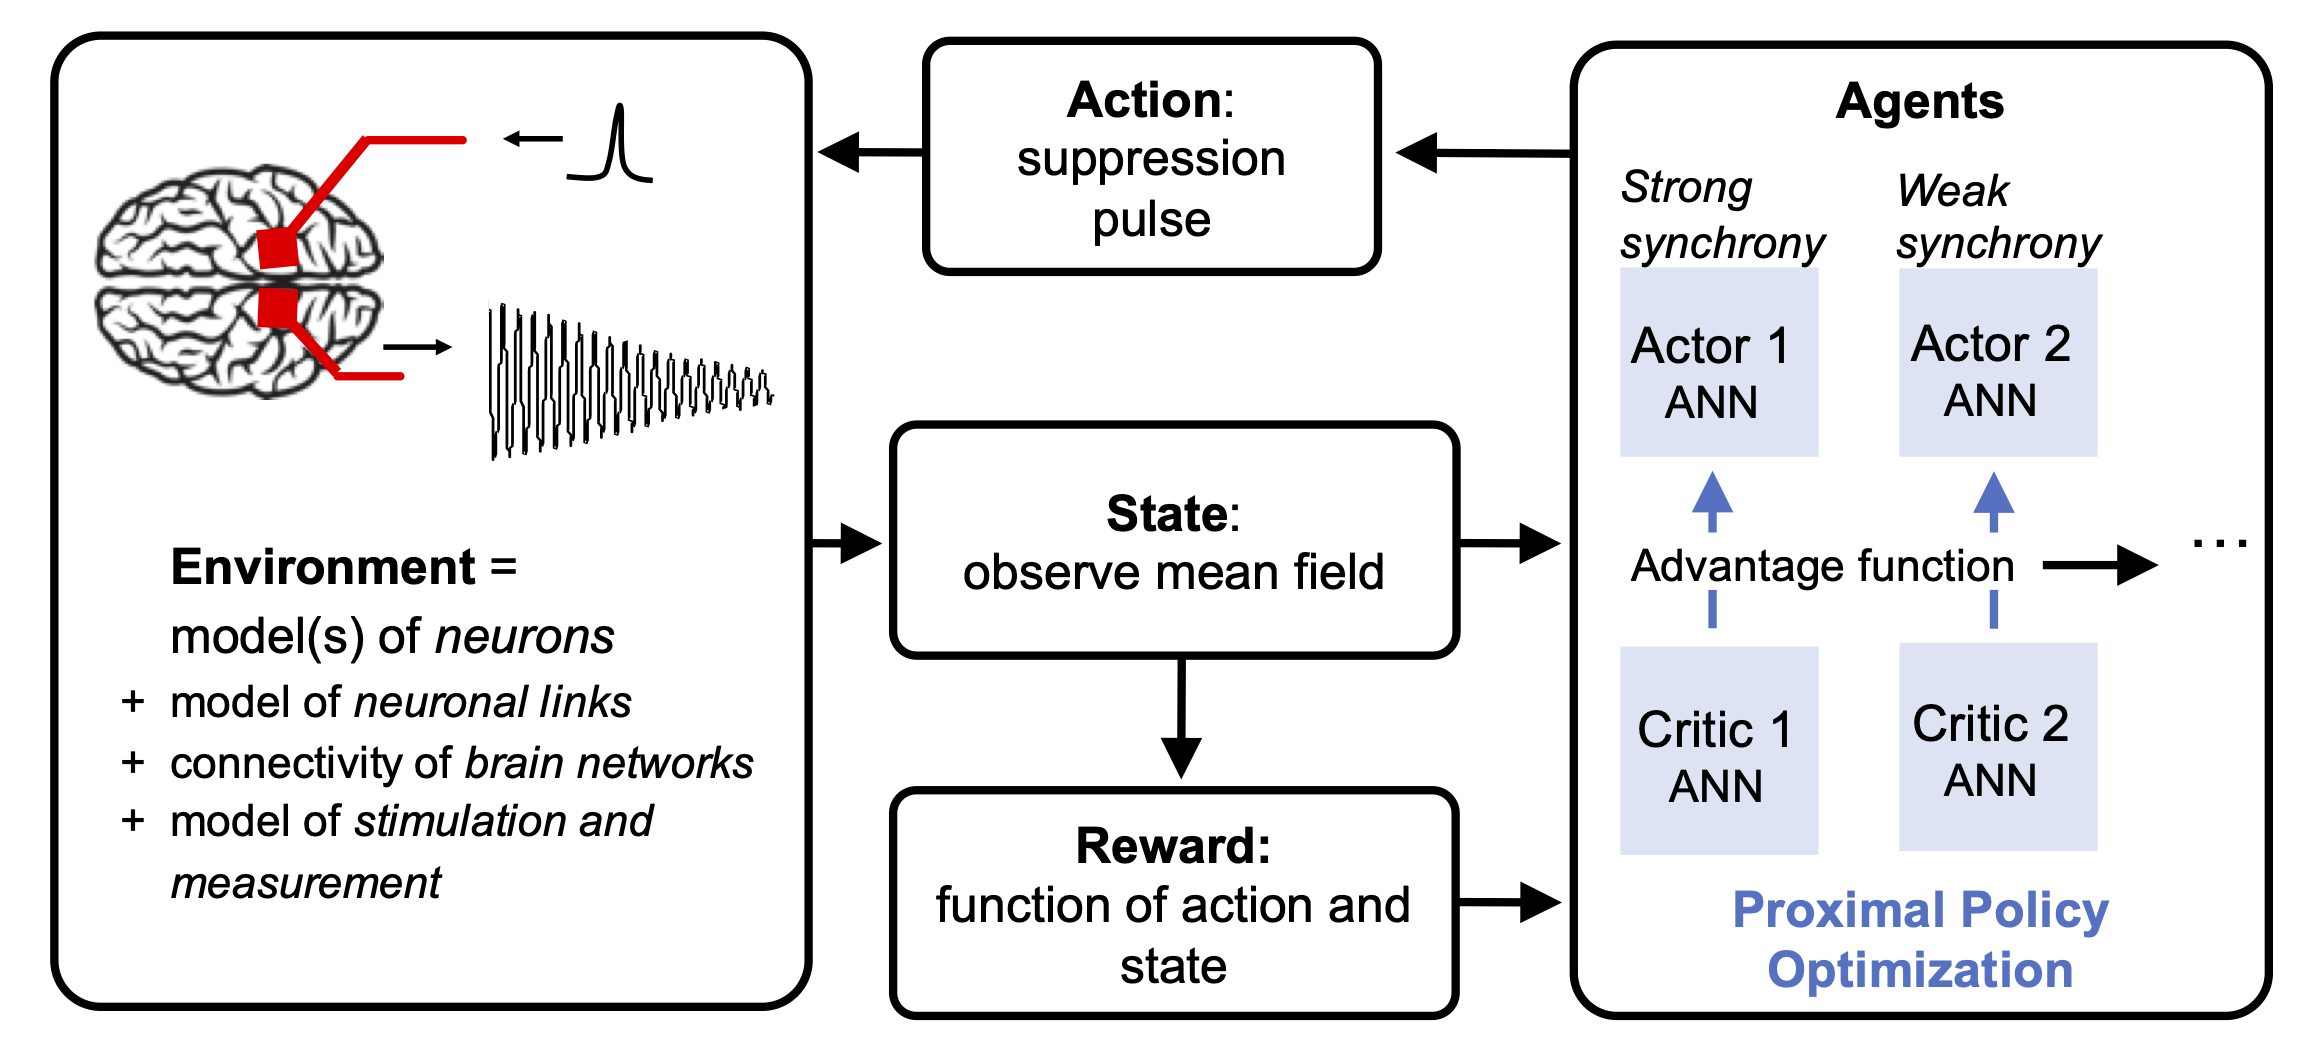 Environment =
model(s) of neurons
+ model of neuronal links
+ connectivity of brain networks
+ model of stimulation and
measurement
Action:
suppression
pulse
State:
observe mean field
Reward:
function of action and
state
Agents
Strong
synchrony
Weak
synchrony
Actor 1
ANN
Actor 2
ANN
Advantage function
...
Critic 1
ANN
Critic 2
ANN
Proximal Policy
Optimization